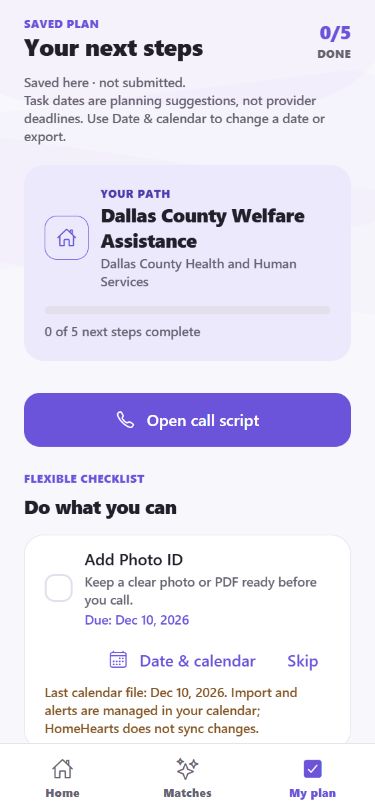 SAVED PLAN
Your next steps
0/5
DONE
Saved here · not submitted.
Task dates are planning suggestions, not provider
deadlines. Use Date & calendar to change a date or
export.
YOUR PATH
Dallas County Welfare
Assistance
Dallas County Health and Human
Services
0 of 5 next steps complete
Open call script
FLEXIBLE CHECKLIST
Do what you can
Add Photo ID
Keep a clear photo or PDF ready before
you call.
Due: Dec 10, 2026
Date & calendar Skip
Last calendar file: Dec 10, 2026. Import and
alerts are managed in your calendar;
HomeHearts does not sync changes.
Home Matches My plan